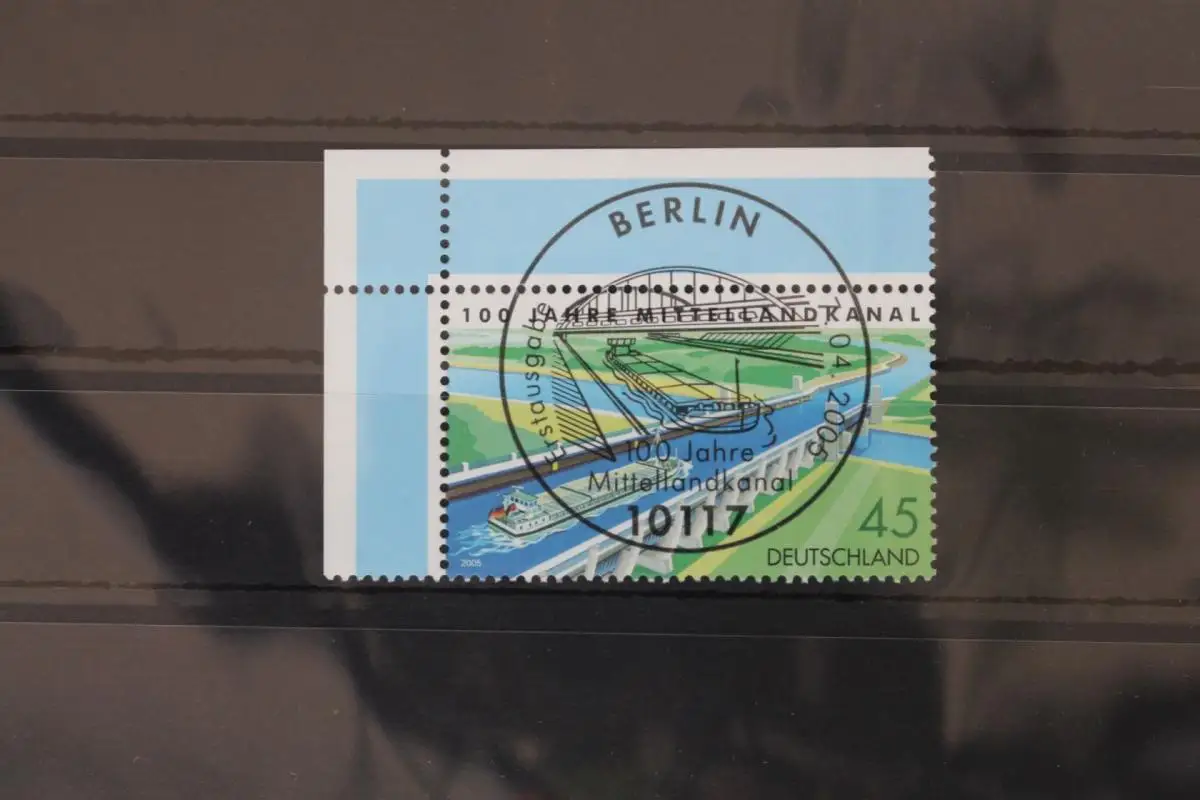 BERLIN
100 JAHRE MITTELLANDKANAL
Erstausgabe
04.2005
100 Jahre
Mittellandkanal
10117
45
DEUTSCHLAND
2005